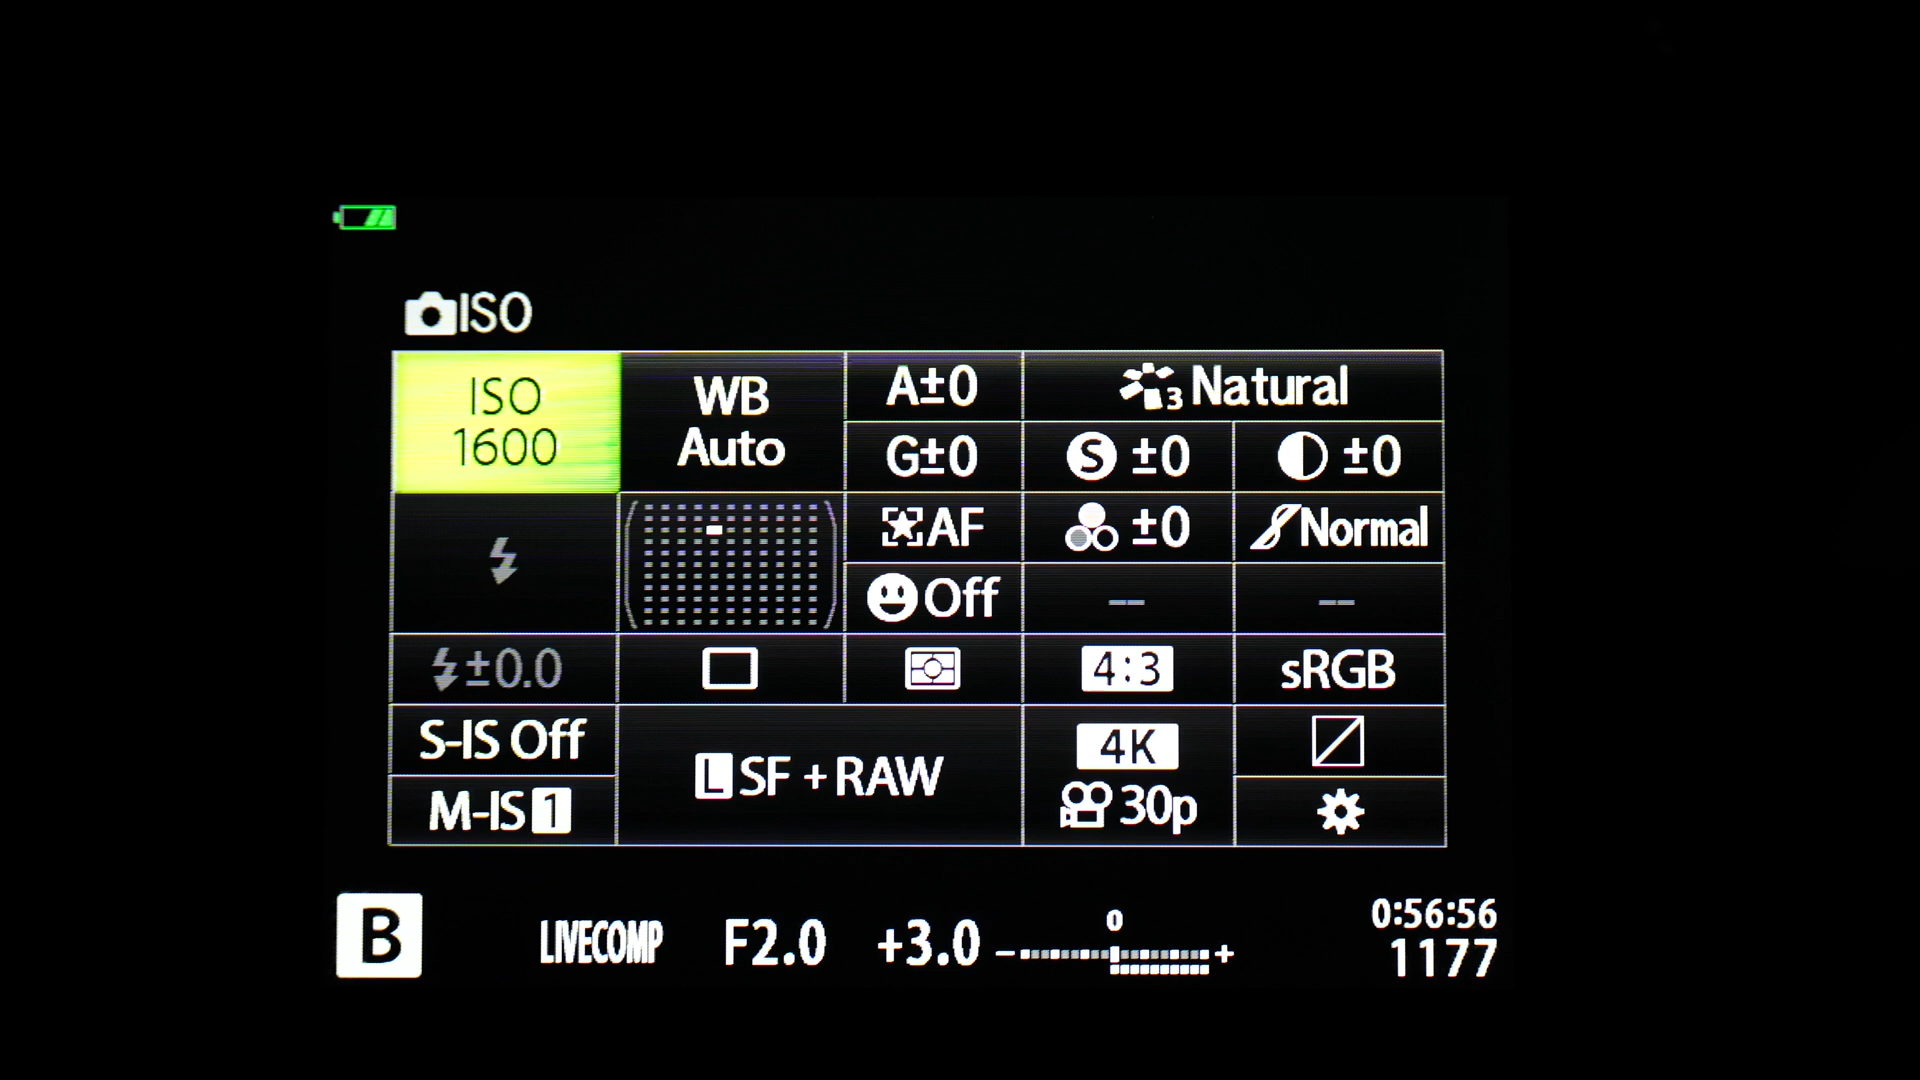 ISO
ISO
1600
WB
Auto
A±0
G±0
3 Natural
S ±0
±0
AF
±0
Normal
Off
--
--
±0.0
4:3
sRGB
S-IS Off
M-IS 1
L SF + RAW
4K
30p
B
LIVECOMP
F2.0
+3.0
0
− +
0:56:56
1177